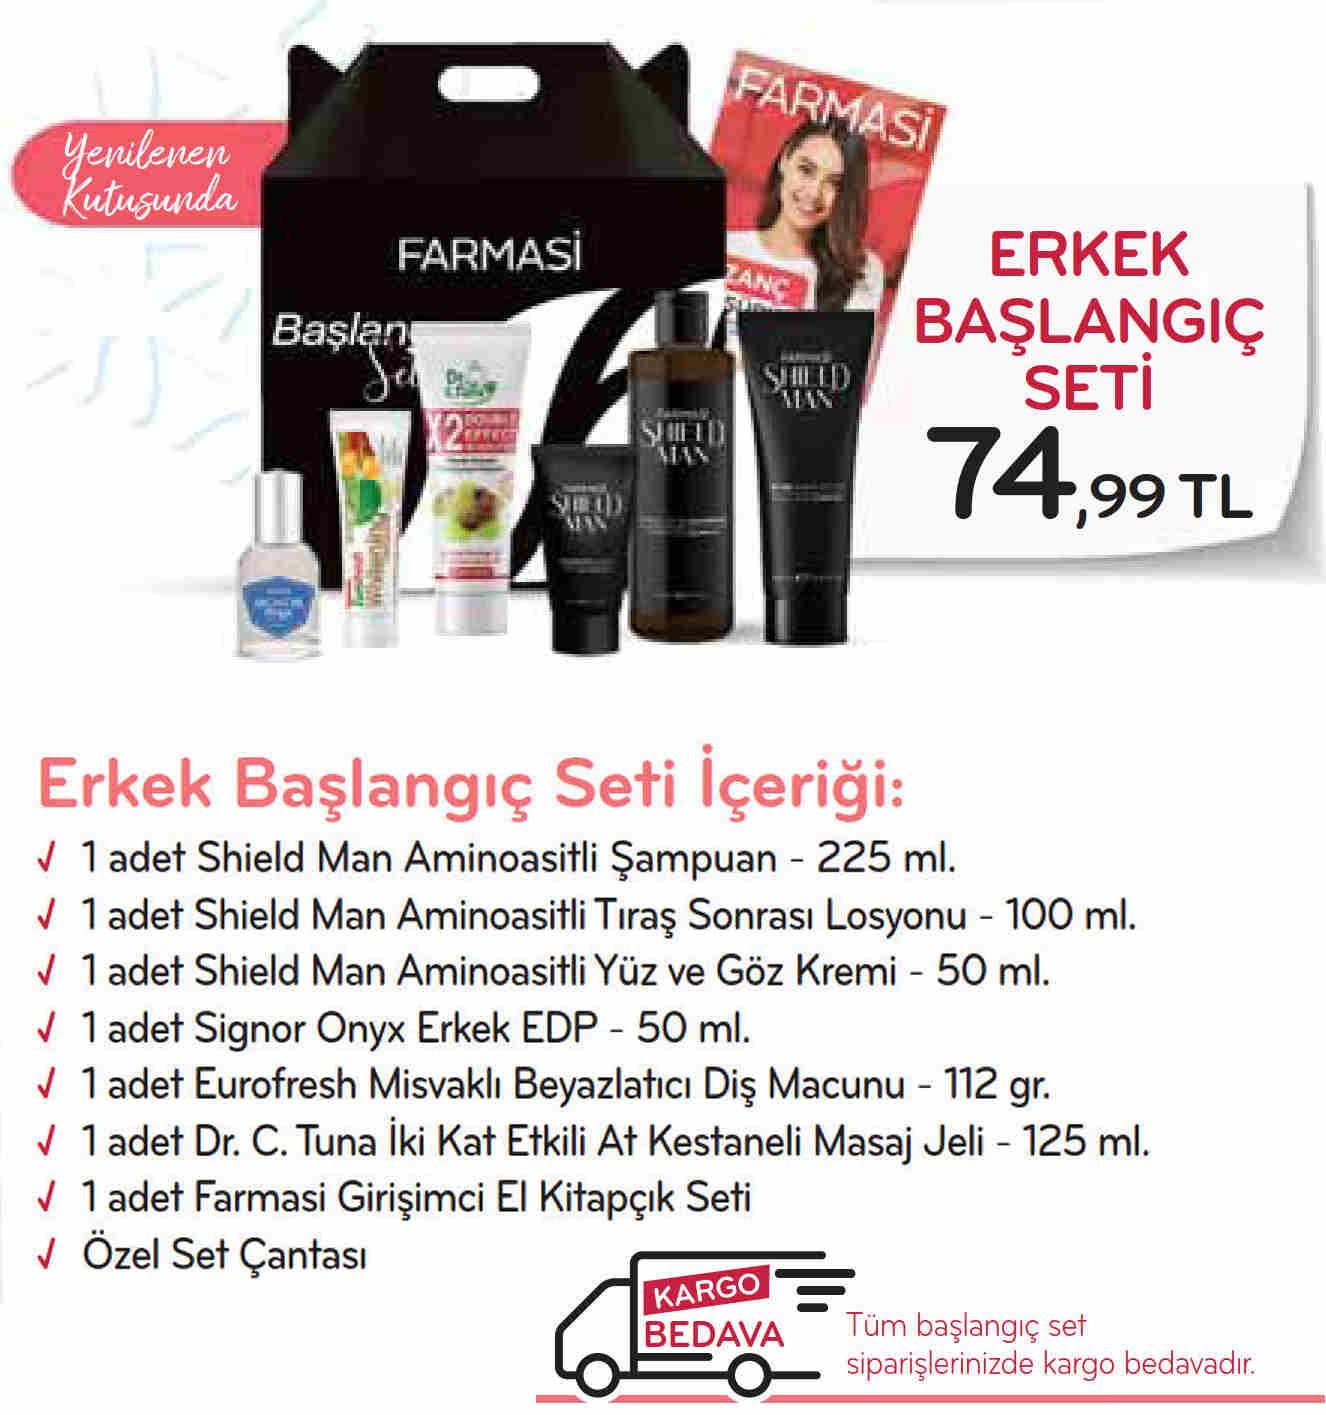 Yenilenen
Kutusunda
FARMASİ
FARMASİ
ERKEK
BAŞLANGIÇ
SETİ
74,99 TL
SHIELD
MAN
SHIELD
MAN
SHIELD
MAN
X2
Erkek Başlangıç Seti İçeriği:
√ 1 adet Shield Man Aminoasitli Şampuan - 225 ml.
√ 1 adet Shield Man Aminoasitli Tıraş Sonrası Losyonu - 100 ml.
√ 1 adet Shield Man Aminoasitli Yüz ve Göz Kremi - 50 ml.
√ 1 adet Signor Onyx Erkek EDP - 50 ml.
√ 1 adet Eurofresh Misvaklı Beyazlatıcı Diş Macunu - 112 gr.
√ 1 adet Dr. C. Tuna İki Kat Etkili At Kestaneli Masaj Jeli - 125 ml.
√ 1 adet Farmasi Girişimci El Kitapçık Seti
√ Özel Set Çantası
KARGO
BEDAVA
Tüm başlangıç set
siparişlerinizde kargo bedavadır.